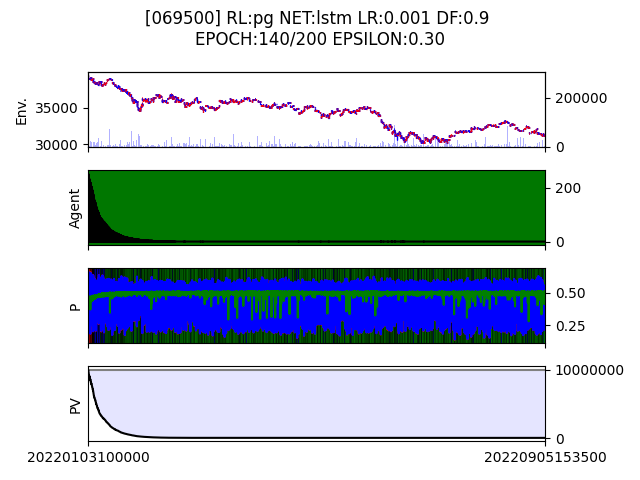 [069500] RL:pg NET:lstm LR:0.001 DF:0.9
EPOCH:140/200 EPSILON:0.30
Env.
35000
30000
200000
0
Agent
200
0
P
0.50
0.25
PV
10000000
0
20220103100000
20220905153500